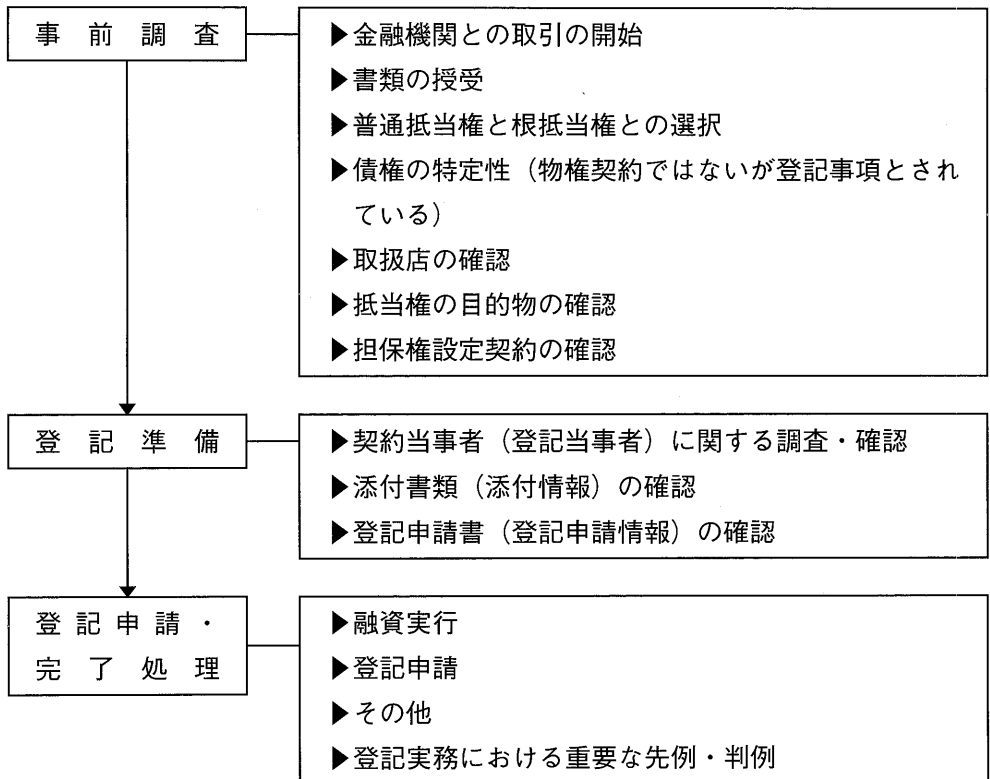 事前調査
▶金融機関との取引の開始
▶書類の授受
▶普通抵当権と根抵当権との選択
▶債権の特定性（物権契約ではないが登記事項とされ
ている）
▶取扱店の確認
▶抵当権の目的物の確認
▶担保権設定契約の確認
登記準備
▶契約当事者（登記当事者）に関する調査・確認
▶添付書類（添付情報）の確認
▶登記申請書（登記申請情報）の確認
登記申請・
完了処理
▶融資実行
▶登記申請
▶その他
▶登記実務における重要な先例・判例